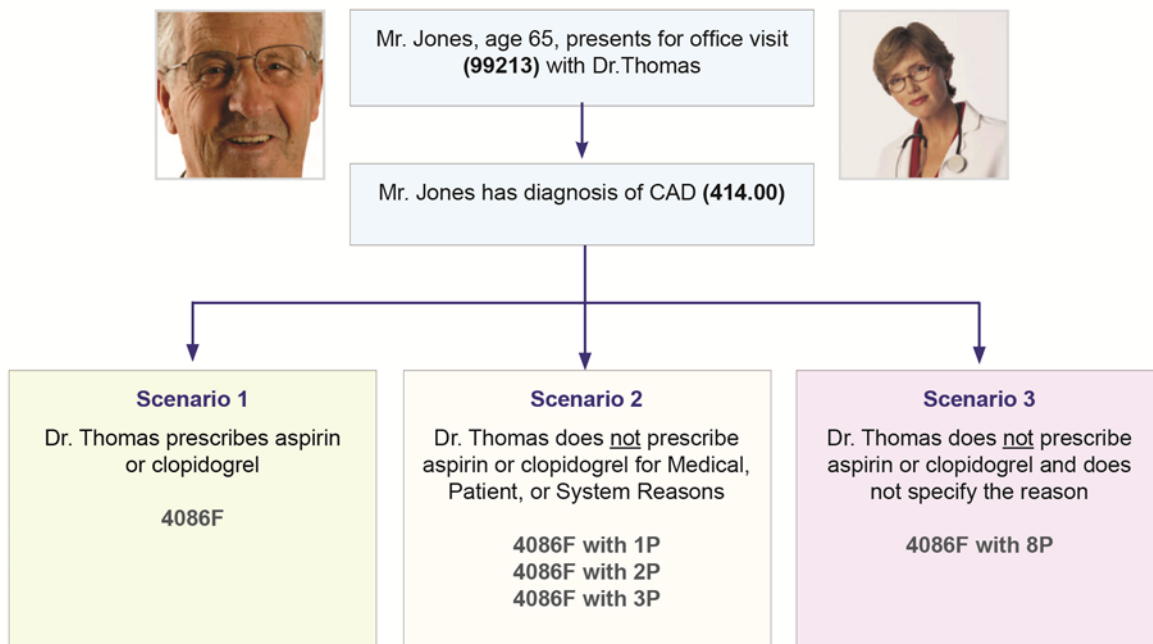 Mr. Jones, age 65, presents for office visit
(99213) with Dr.Thomas
Mr. Jones has diagnosis of CAD (414.00)
Scenario 1
Dr. Thomas prescribes aspirin
or clopidogrel
4086F
Scenario 2
Dr. Thomas does not prescribe
aspirin or clopidogrel for Medical,
Patient, or System Reasons
4086F with 1P
4086F with 2P
4086F with 3P
Scenario 3
Dr. Thomas does not prescribe
aspirin or clopidogrel and does
not specify the reason
4086F with 8P